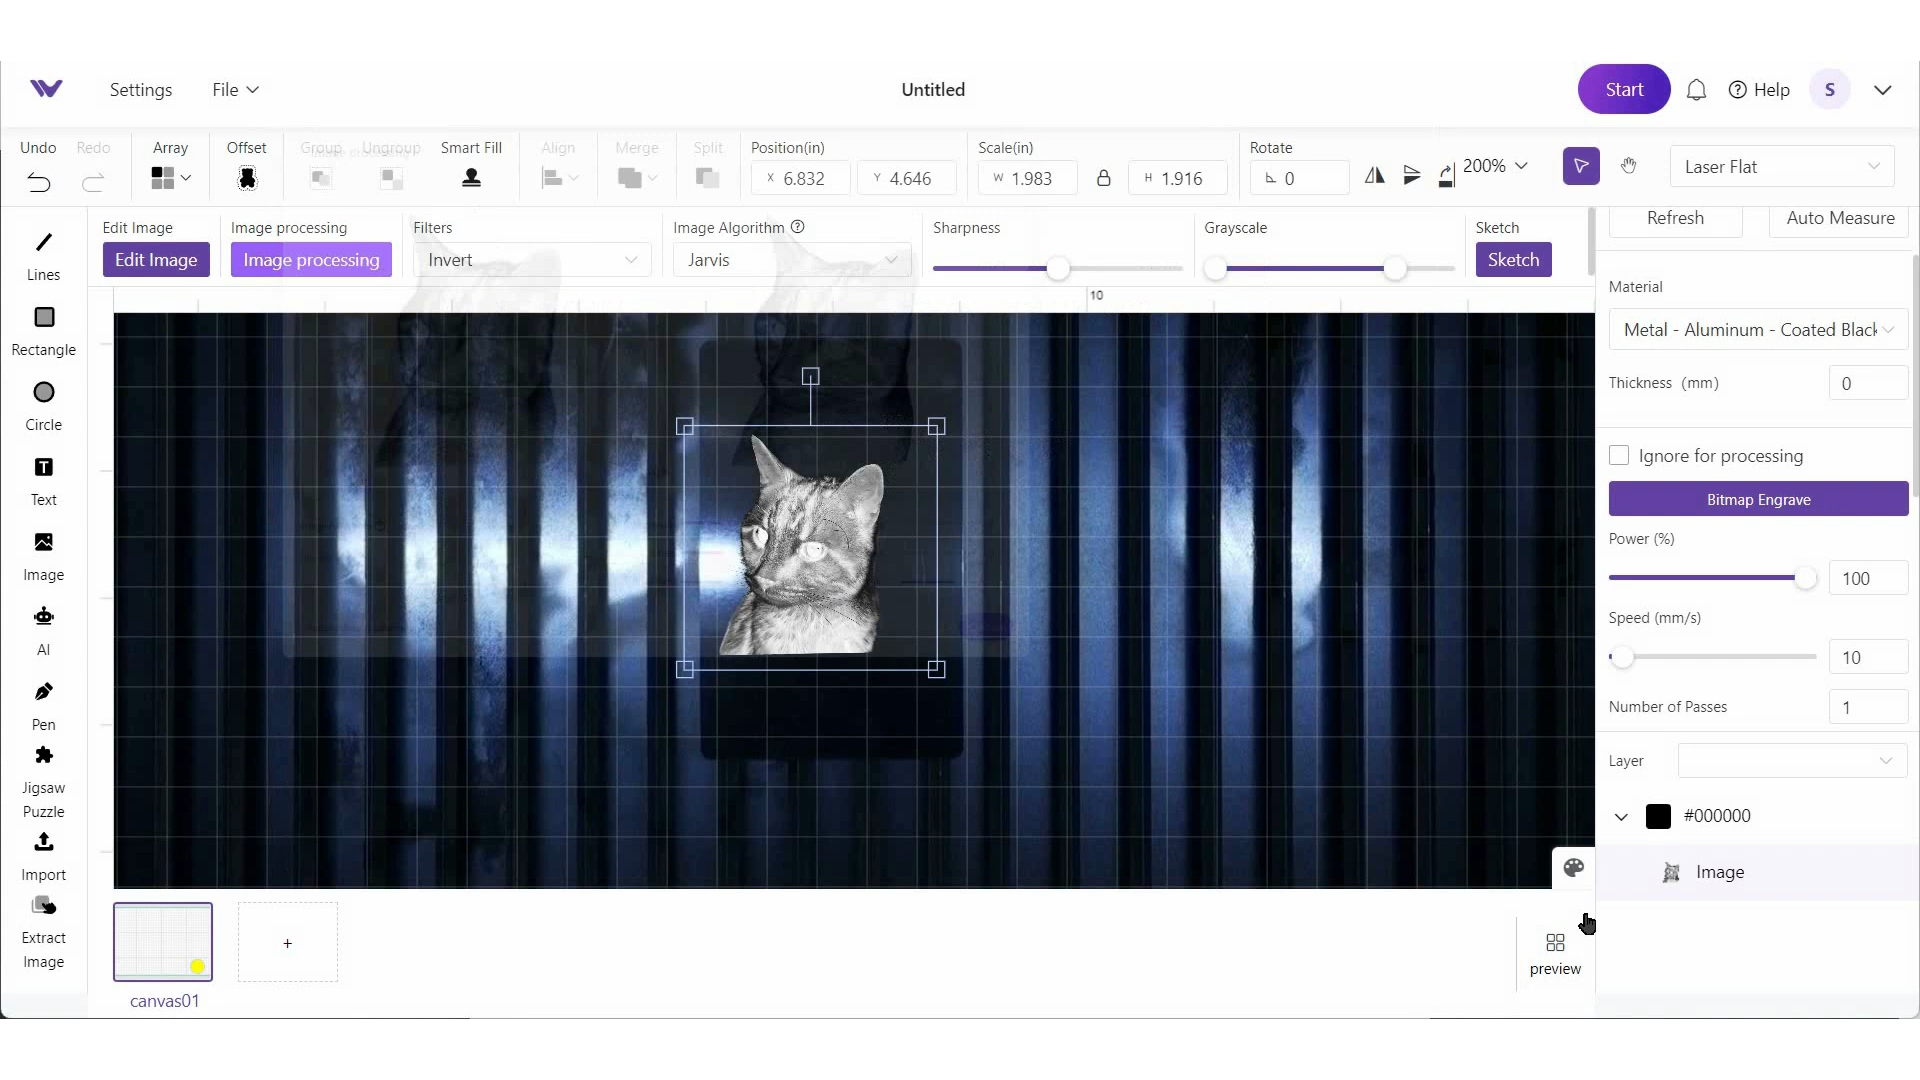 Settings File Untitled Start Help S
Undo Redo Array Offset Group Ungroup Smart Fill Align Merge Split Position(in) Scale(in) Rotate
X 6.832 Y 4.646 W 1.983 H 1.916 0 200% Laser Flat
Edit Image Image processing Filters Image Algorithm Sharpness Grayscale Sketch
Edit Image Image processing Invert Jarvis Sketch
Refresh Auto Measure
10
Lines
Rectangle
Circle
Text
Image
AI
Pen
Jigsaw
Puzzle
Import
Extract
Image
Material
Metal - Aluminum - Coated Black
Thickness (mm) 0
Ignore for processing
Bitmap Engrave
Power (%)
100
Speed (mm/s)
10
Number of Passes 1
Layer
#000000
Image
+
preview
canvas01